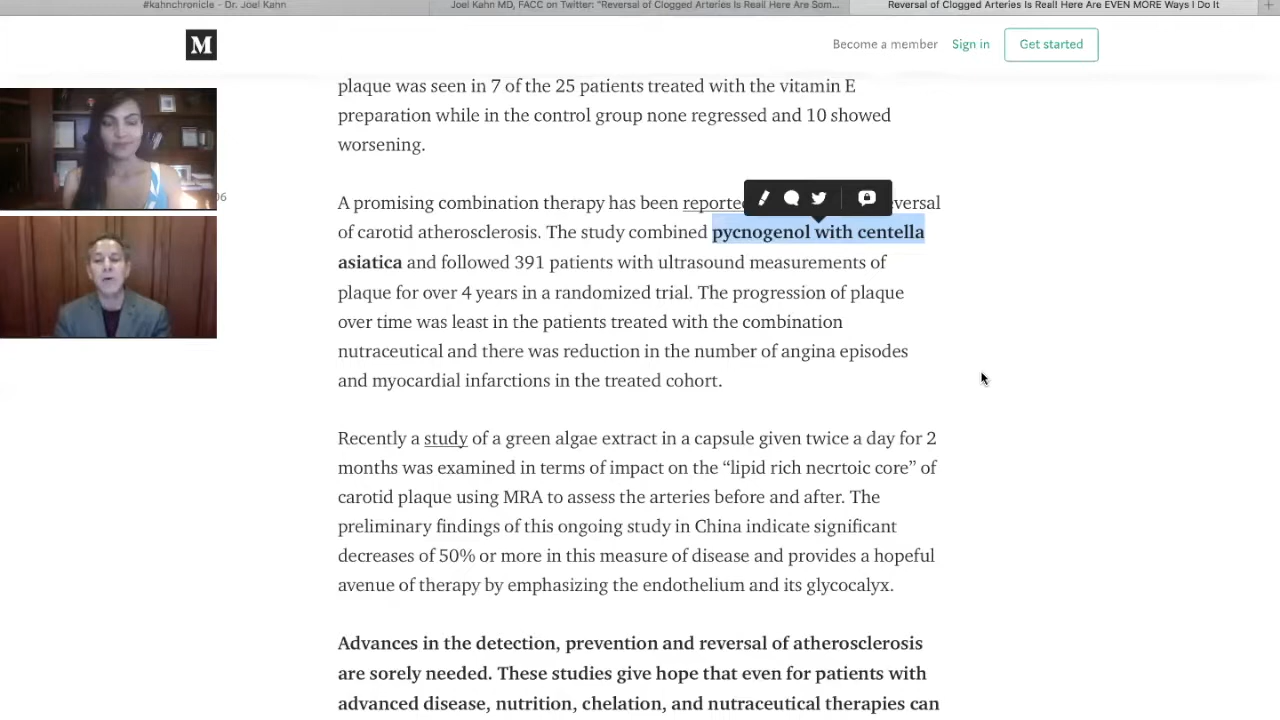 #kahnchronicle - Dr. Joel Kahn
Joel Kahn MD, FACC on Twitter: "Reversal of Clogged Arteries Is Real! Here Are Som...
Reversal of Clogged Arteries Is Real! Here Are EVEN MORE Ways I Do It
M
Become a member
Sign in
Get started
plaque was seen in 7 of the 25 patients treated with the vitamin E
preparation while in the control group none regressed and 10 showed
worsening.
06
A promising combination therapy has been reported eversal
of carotid atherosclerosis. The study combined pycnogenol with centella
asiatica and followed 391 patients with ultrasound measurements of
plaque for over 4 years in a randomized trial. The progression of plaque
over time was least in the patients treated with the combination
nutraceutical and there was reduction in the number of angina episodes
and myocardial infarctions in the treated cohort.
Recently a study of a green algae extract in a capsule given twice a day for 2
months was examined in terms of impact on the “lipid rich necrtoic core” of
carotid plaque using MRA to assess the arteries before and after. The
preliminary findings of this ongoing study in China indicate significant
decreases of 50% or more in this measure of disease and provides a hopeful
avenue of therapy by emphasizing the endothelium and its glycocalyx.
Advances in the detection, prevention and reversal of atherosclerosis
are sorely needed. These studies give hope that even for patients with
advanced disease, nutrition, chelation, and nutraceutical therapies can